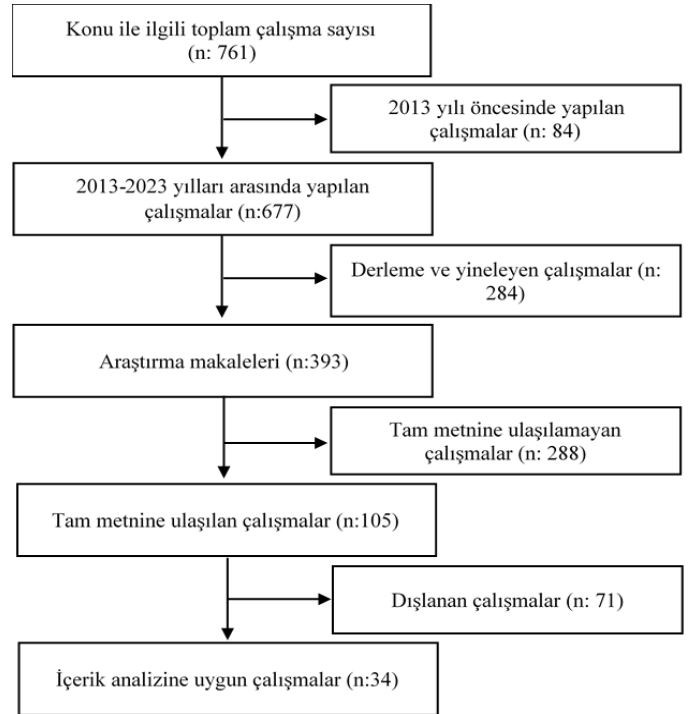 Konu ile ilgili toplam çalışma sayısı
(n: 761)
2013 yılı öncesinde yapılan
çalışmalar (n: 84)
2013-2023 yılları arasında yapılan
çalışmalar (n:677)
Derleme ve yineleyen çalışmalar (n:
284)
Araştırma makaleleri (n:393)
Tam metnine ulaşılamayan
çalışmalar (n: 288)
Tam metnine ulaşılan çalışmalar (n:105)
Dışlanan çalışmalar (n: 71)
İçerik analizine uygun çalışmalar (n:34)